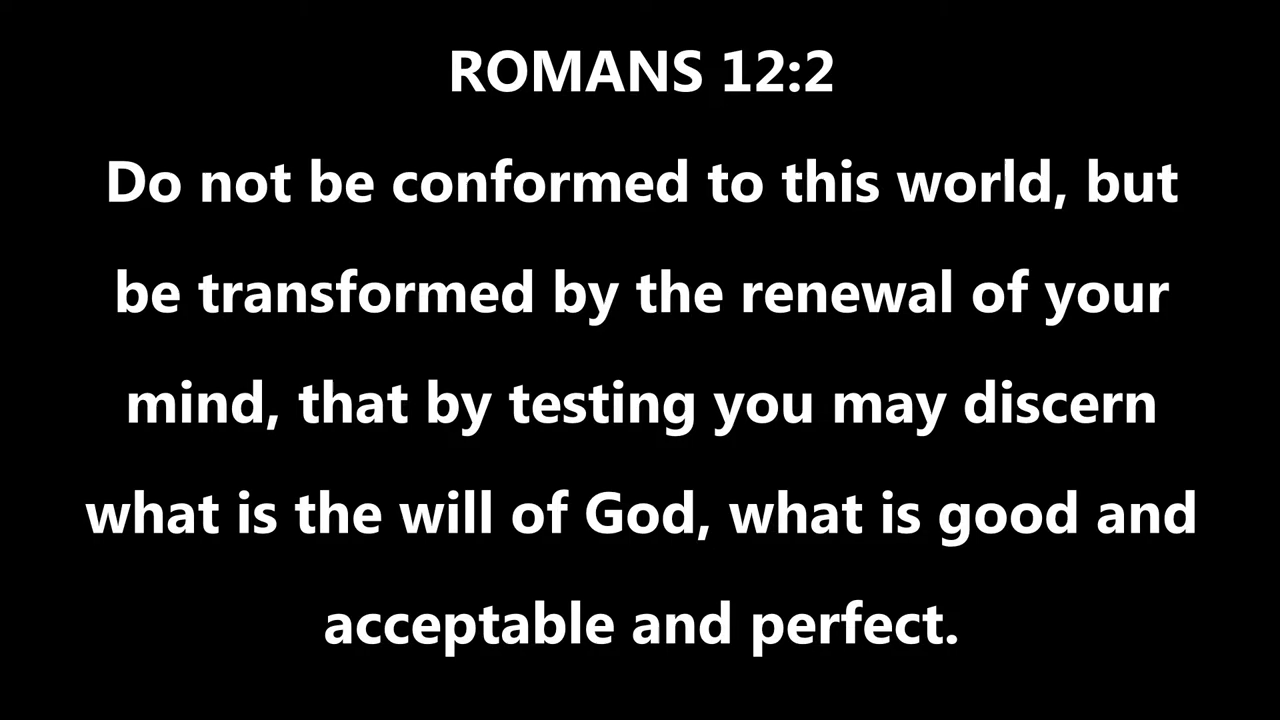 ROMANS 12:2
Do not be conformed to this world, but
be transformed by the renewal of your
mind, that by testing you may discern
what is the will of God, what is good and
acceptable and perfect.